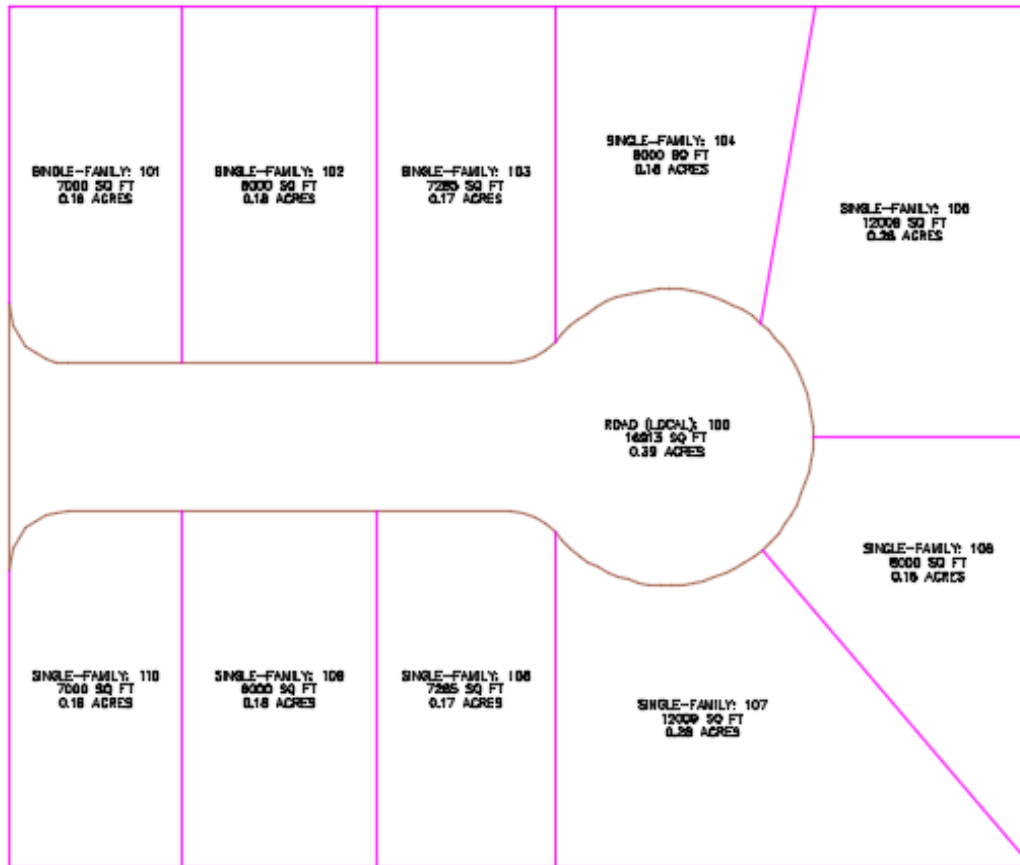 SINGLE-FAMILY: 101
7000 SQ FT
0.16 ACRES
SINGLE-FAMILY: 102
8000 SQ FT
0.18 ACRES
SINGLE-FAMILY: 103
7285 SQ FT
0.17 ACRES
SINGLE-FAMILY: 104
8000 SQ FT
0.18 ACRES
SINGLE-FAMILY: 105
SQ FT
0.28 ACRES
ROAD (LOCAL): 100
16913 SQ FT
0.39 ACRES
SINGLE-FAMILY: 106
8000 SQ FT
0.18 ACRES
SINGLE-FAMILY: 110
7000 SQ FT
0.16 ACRES
SINGLE-FAMILY: 109
8000 SQ FT
0.18 ACRES
SINGLE-FAMILY: 108
7285 SQ FT
0.17 ACRES
SINGLE-FAMILY: 107
12009 SQ FT
0.28 ACRES